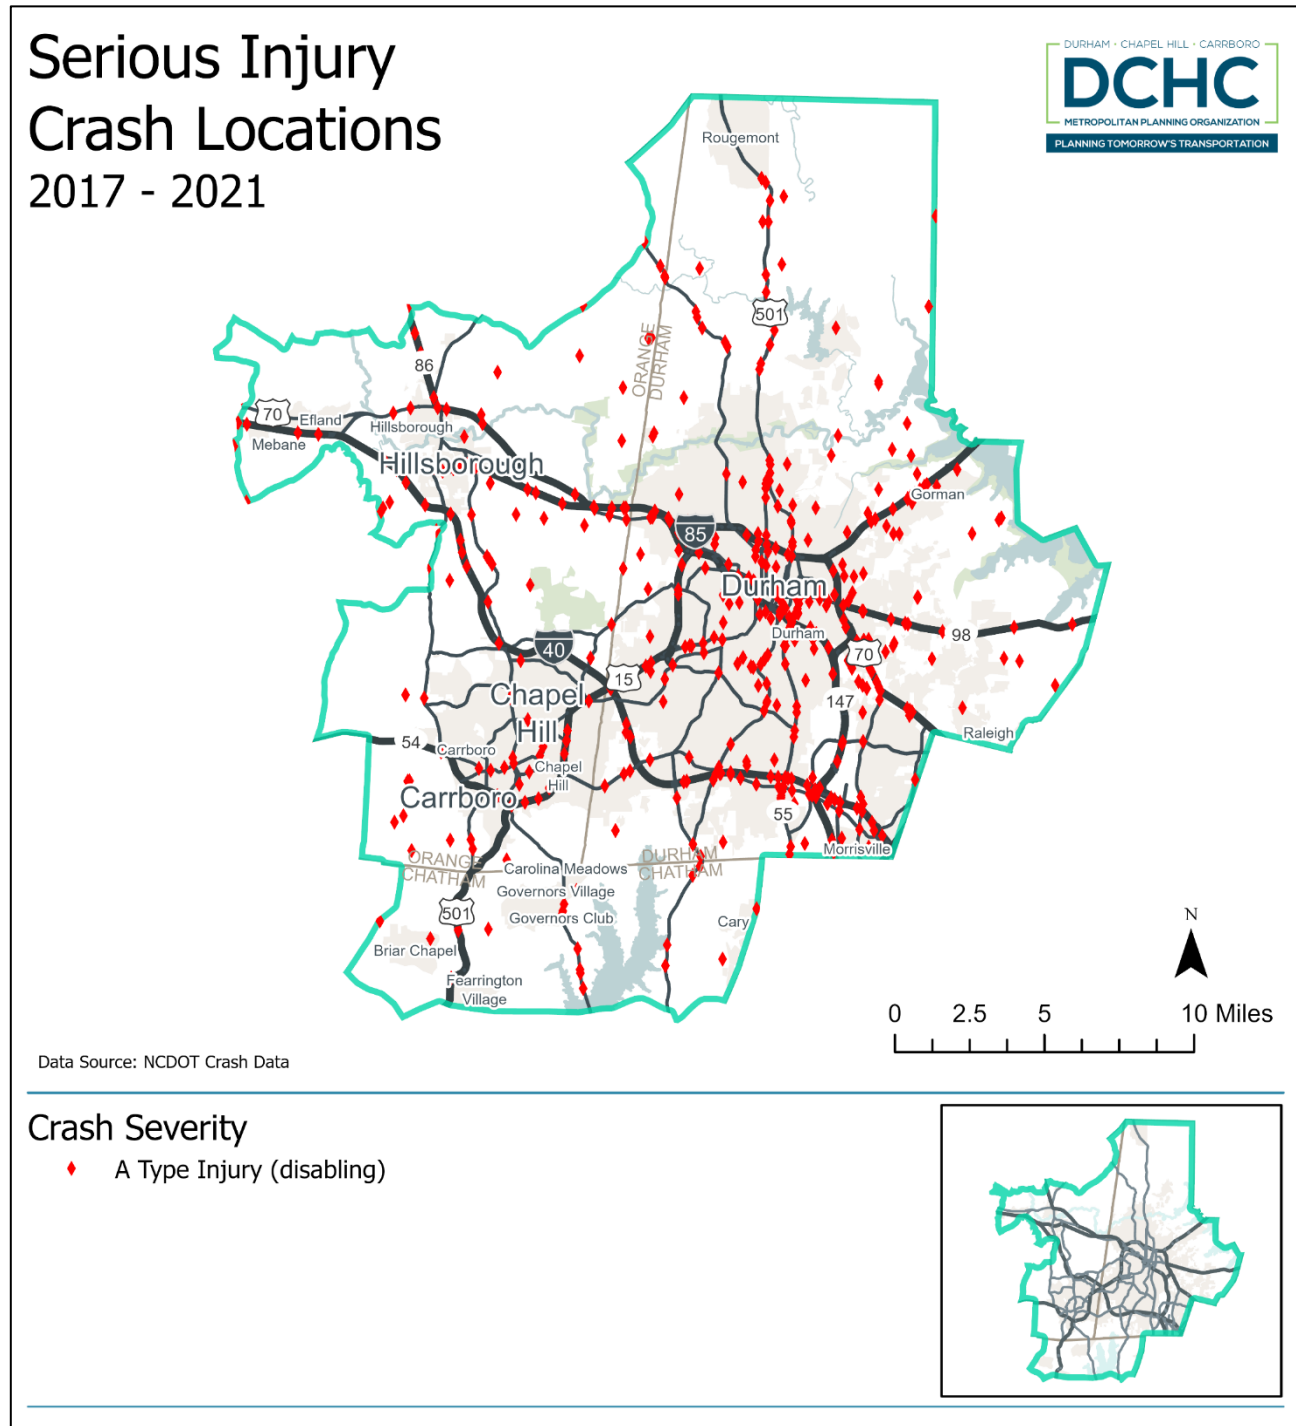 Serious Injury
Crash Locations
2017 - 2021
DURHAM · CHAPEL HILL · CARRBORO
DCHC
METROPOLITAN PLANNING ORGANIZATION
PLANNING TOMORROW'S TRANSPORTATION
Rougemont
501
ORANGE
DURHAM
86
70
Efland
Mebane
Hillsborough
Hillsborough
Gorman
85
Durham
Durham
98
70
40
15
Chapel
Hill
147
Raleigh
54
Carrboro
Chapel
Hill
Carrboro
55
Morrisville
ORANGE
CHATHAM
DURHAM
CHATHAM
Carolina Meadows
Governors Village
Governors Club
501
Cary
Briar Chapel
Fearrington
Village
N
0 2.5 5 10 Miles
Data Source: NCDOT Crash Data
Crash Severity
A Type Injury (disabling)